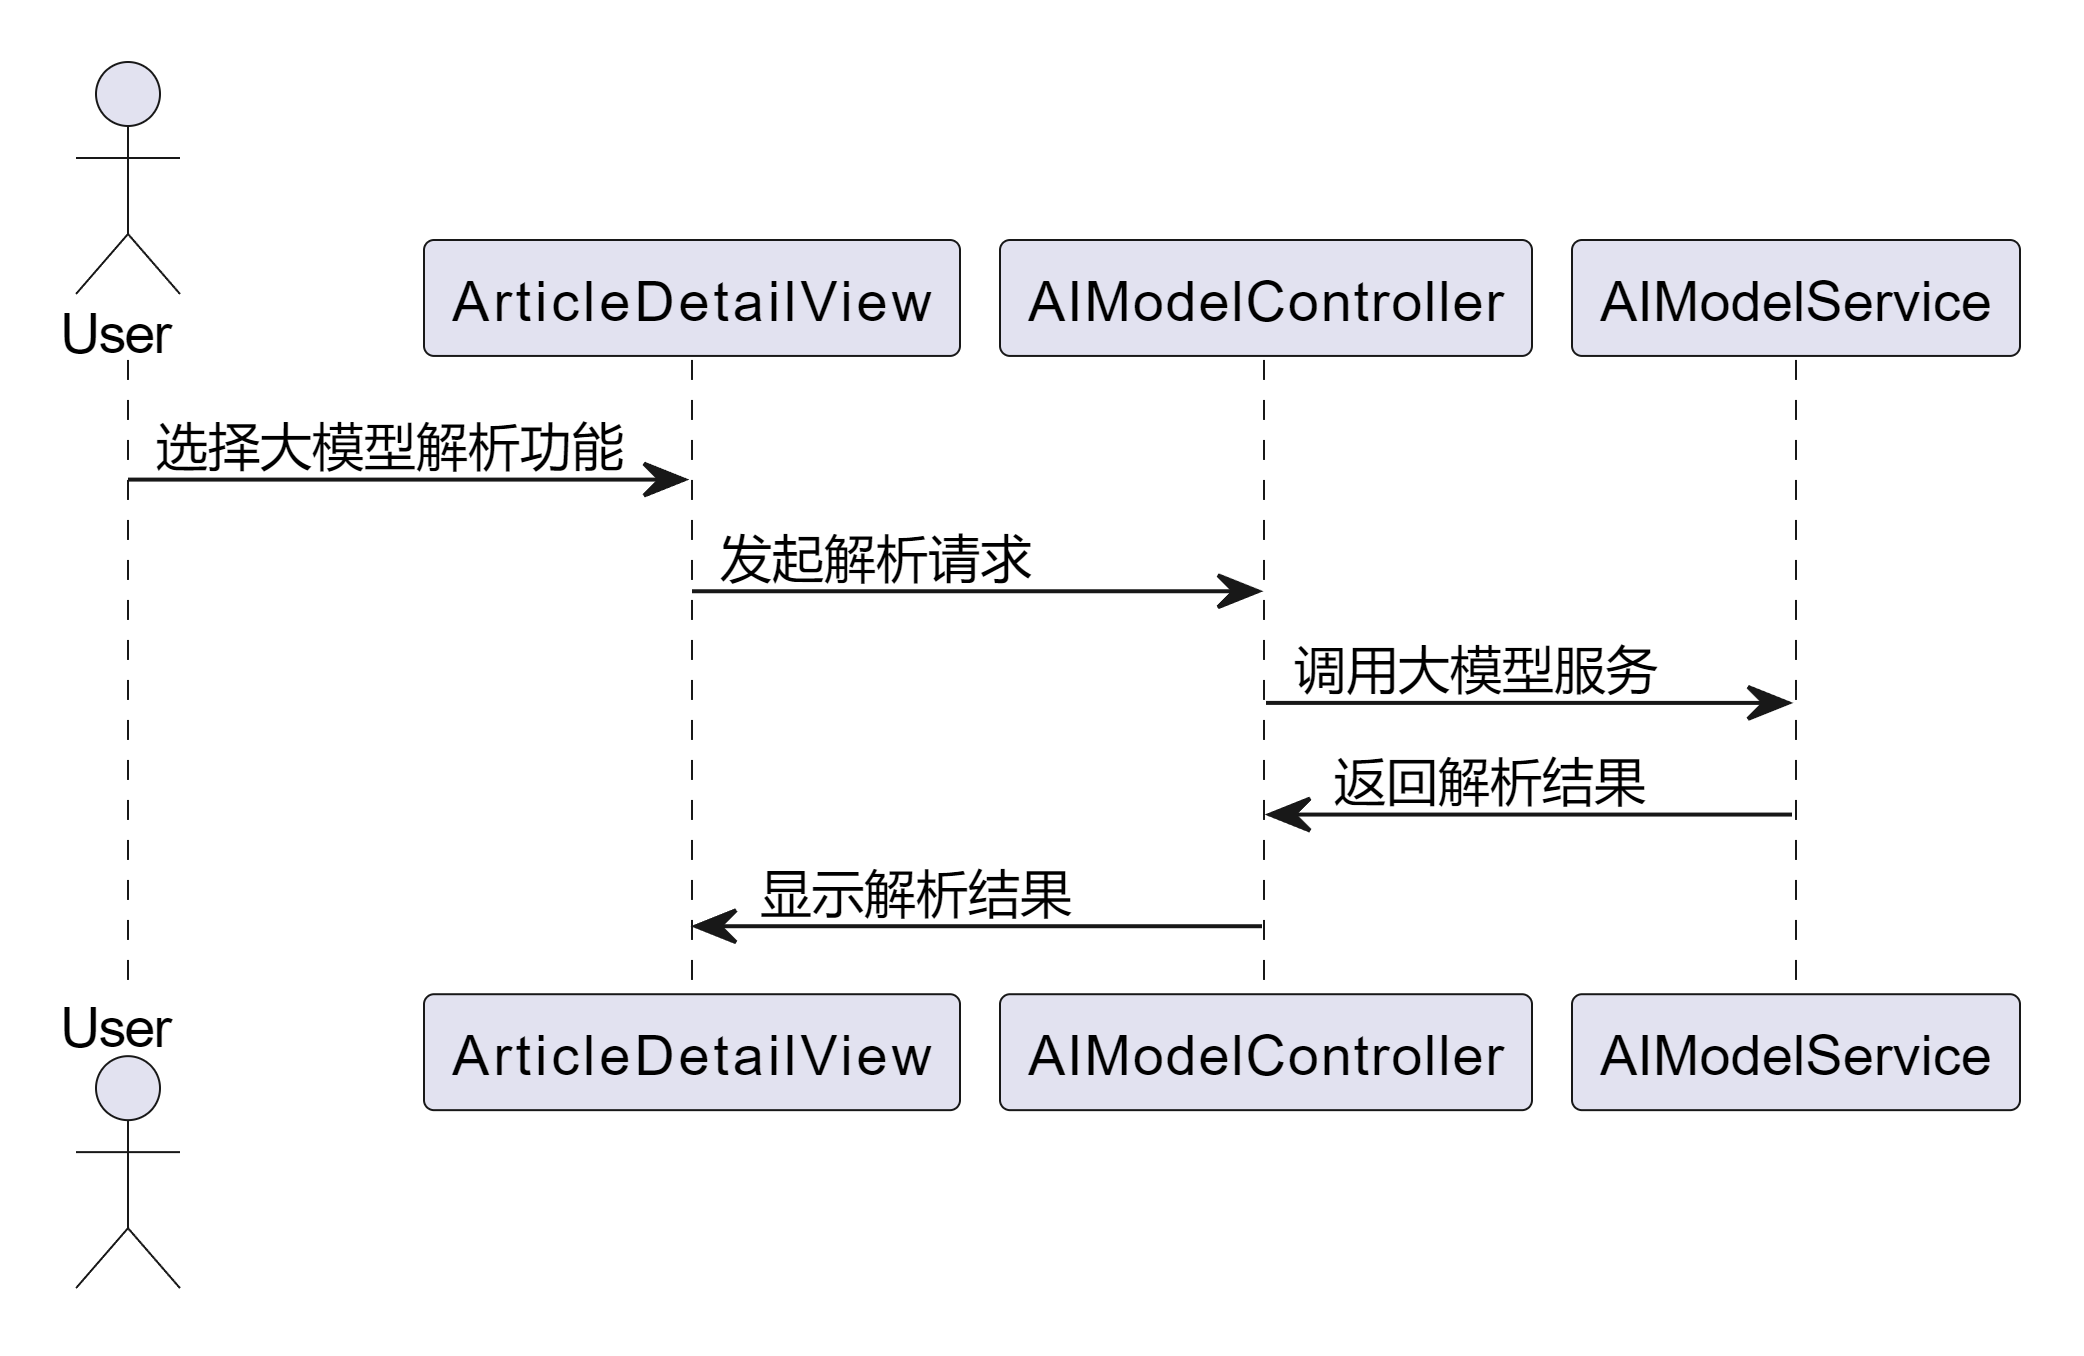 User
ArticleDetailView
AIModelController
AIModelService
选择大模型解析功能
发起解析请求
调用大模型服务
返回解析结果
显示解析结果
User
ArticleDetailView
AIModelController
AIModelService